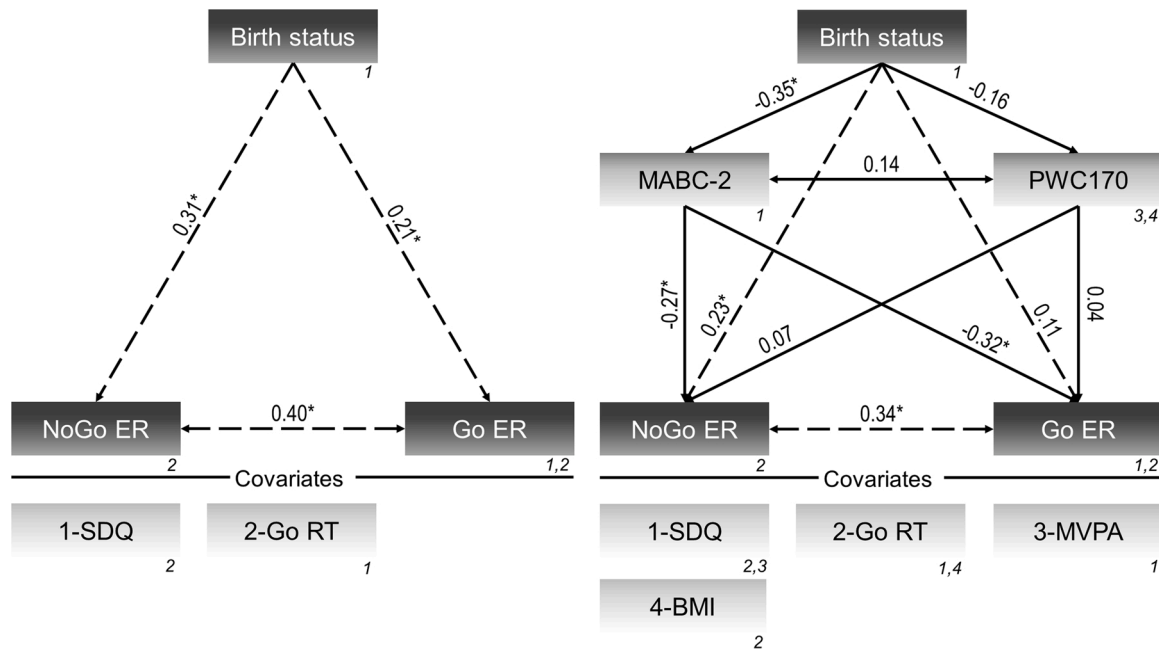 Birth status
1
0.31*
0.21*
NoGo ER
0.40*
Go ER
2
1,2
Covariates
1-SDQ
2-Go RT
2
1
Birth status
1
-0.35*
-0.16
MABC-2
0.14
PWC170
1
3,4
-0.27*
0.23*
0.07
-0.32*
0.11
0.04
NoGo ER
0.34*
Go ER
2
1,2
Covariates
1-SDQ
2-Go RT
3-MVPA
2,3
1,4
1
4-BMI
2